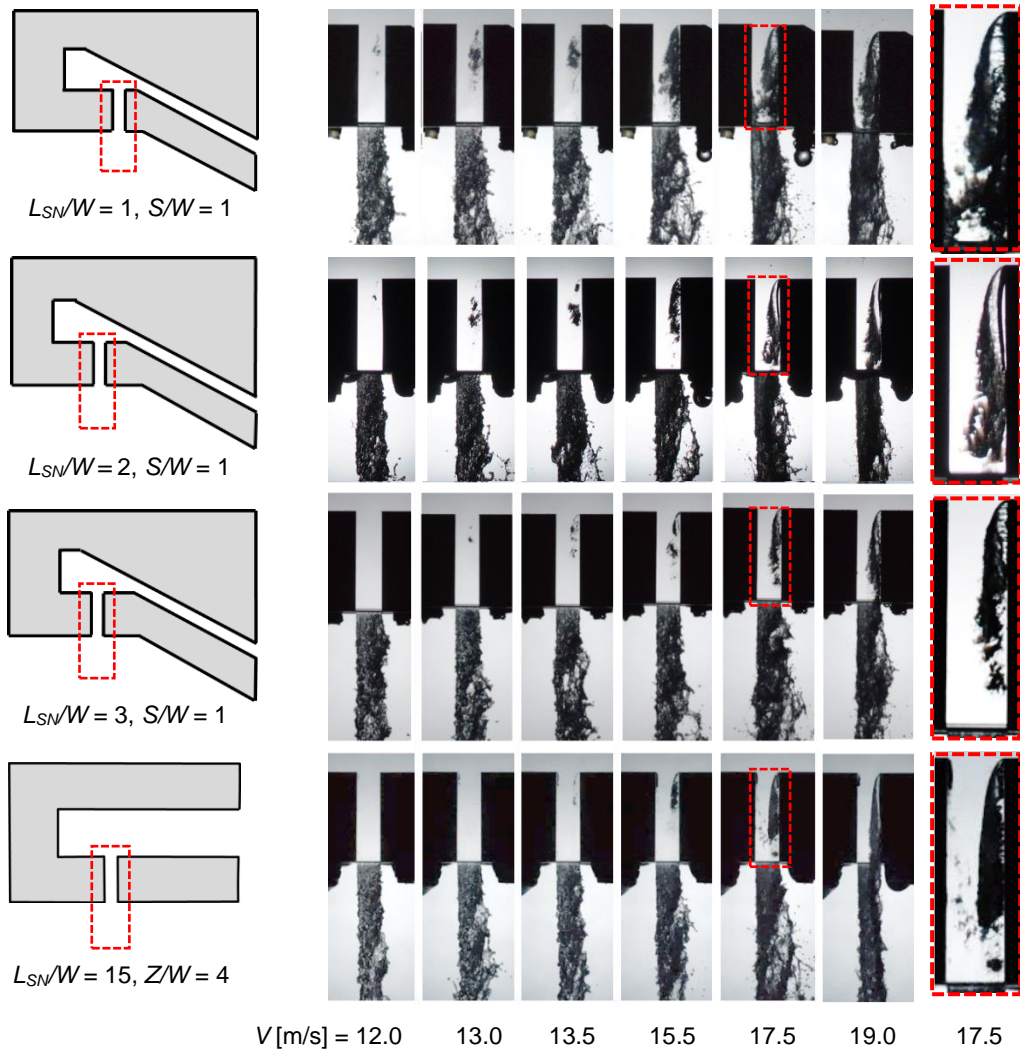 L_SN/W = 1, S/W = 1
L_SN/W = 2, S/W = 1
L_SN/W = 3, S/W = 1
L_SN/W = 15, Z/W = 4
V [m/s] = 12.0 13.0 13.5 15.5 17.5 19.0 17.5